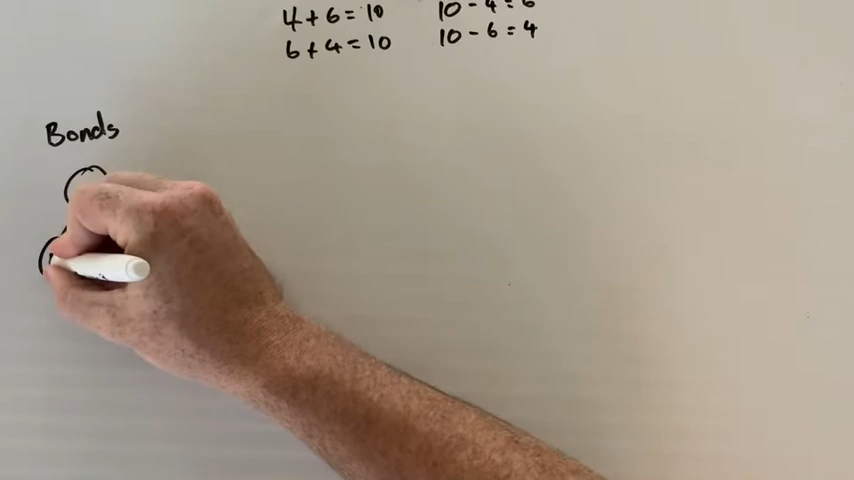 4 + 6 = 10 10 - 4 = 6
6 + 4 = 10 10 - 6 = 4
Bonds